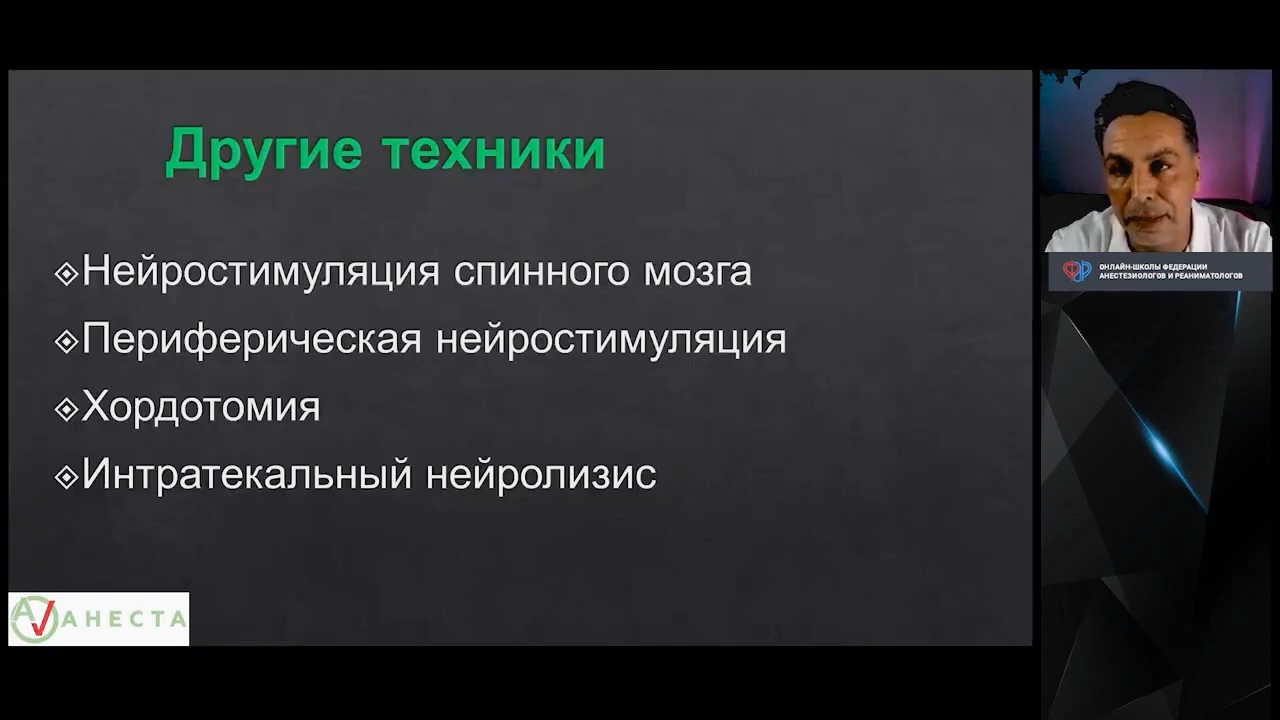 Другие техники
Нейростимуляция спинного мозга
Периферическая нейростимуляция
Хордотомия
Интратекальный нейролизис
АНЕСТА
ОНЛАЙН-ШКОЛЫ ФЕДЕРАЦИИ
АНЕСТЕЗИОЛОГОВ И РЕАНИМАТОЛОГОВ